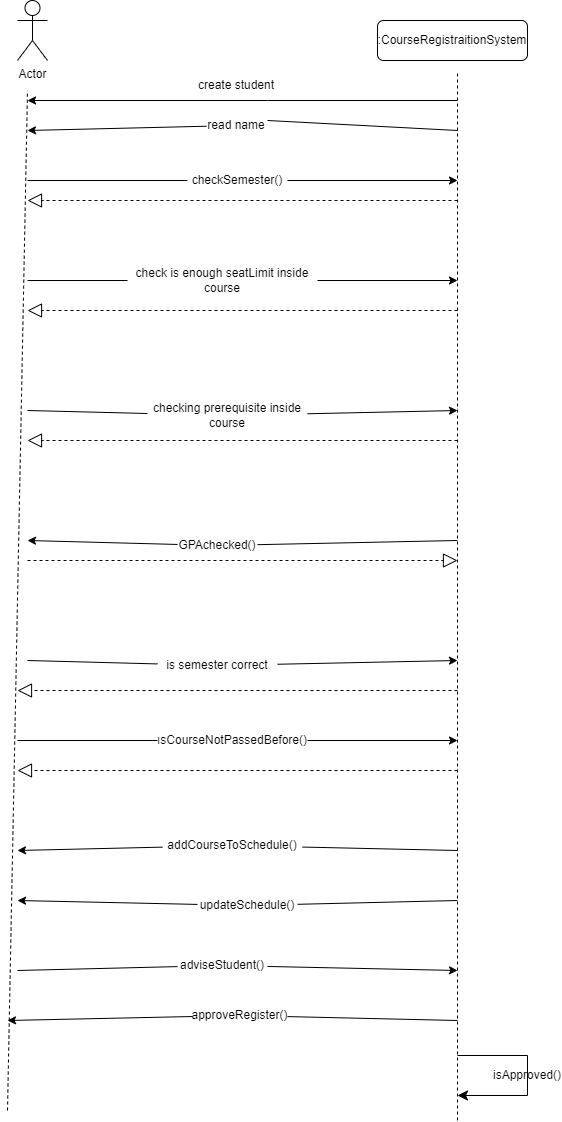 :CourseRegistraitionSystem
Actor
create student
read name
checkSemester()
check is enough seatLimit inside
course
checking prerequisite inside
course
GPAchecked()
is semester correct
isCourseNotPassedBefore()
addCourseToSchedule()
updateSchedule()
adviseStudent()
approveRegister()
isApproved()